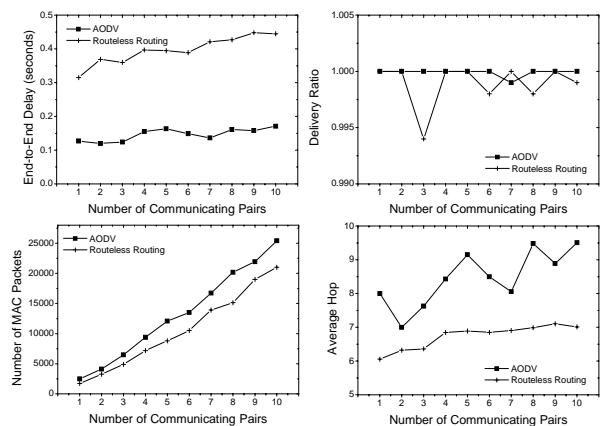 End-to-End Delay (seconds)
0.5
0.4
0.3
0.2
0.1
0.0
AODV
Routeless Routing
1 2 3 4 5 6 7 8 9 10
Number of Communicating Pairs
Delivery Ratio
1.005
1.000
0.995
0.990
AODV
Routeless Routing
1 2 3 4 5 6 7 8 9 10
Number of Communicating Pairs
Number of MAC Packets
25000
20000
15000
10000
5000
0
AODV
Routeless Routing
1 2 3 4 5 6 7 8 9 10
Number of Communicating Pairs
Average Hop
10
9
8
7
6
5
AODV
Routeless Routing
1 2 3 4 5 6 7 8 9 10
Number of Communicating Pairs